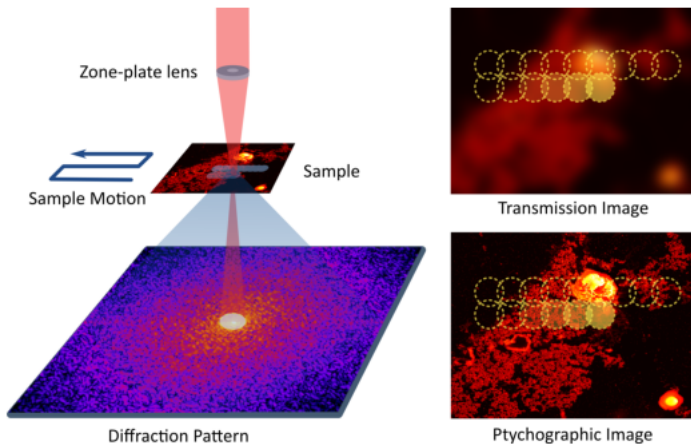 Zone-plate lens
Sample
Sample Motion
Diffraction Pattern
Transmission Image
Ptychographic Image